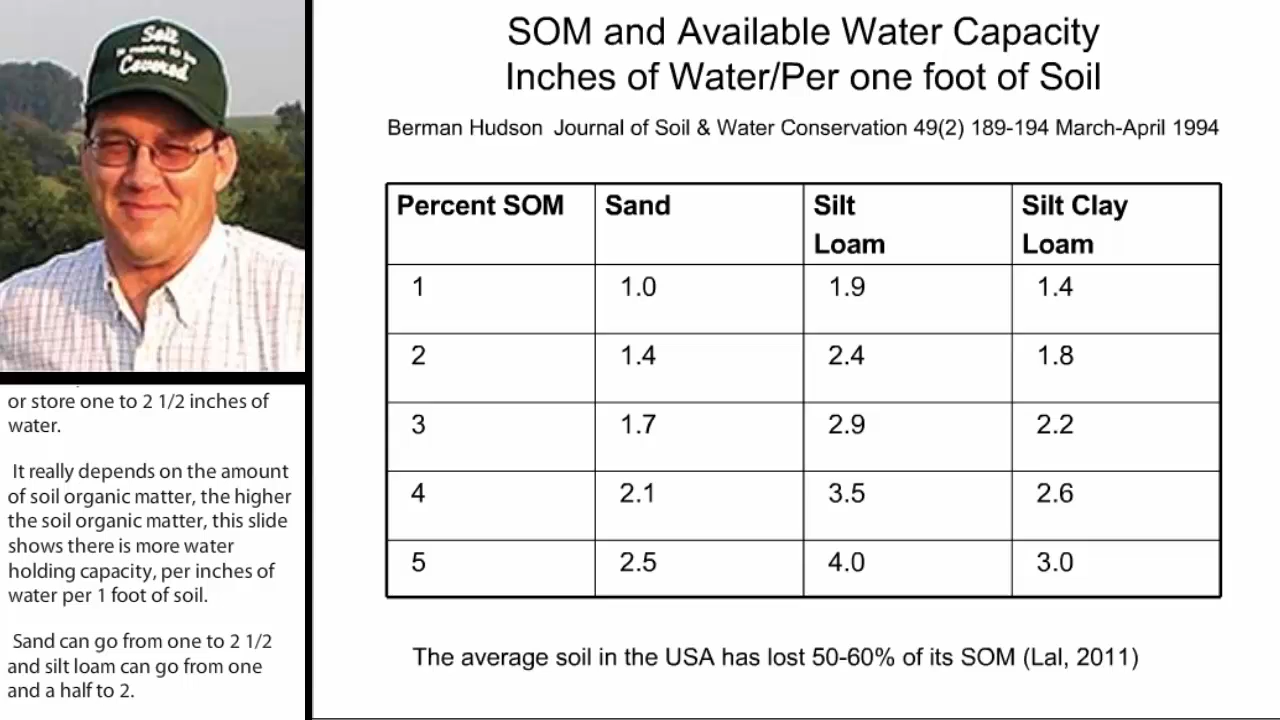 Soil
is meant to be
Covered
or store one to 2 1/2 inches of
water.
It really depends on the amount
of soil organic matter, the higher
the soil organic matter, this slide
shows there is more water
holding capacity, per inches of
water per 1 foot of soil.
Sand can go from one to 2 1/2
and silt loam can go from one
and a half to 2.
SOM and Available Water Capacity
Inches of Water/Per one foot of Soil
Berman Hudson Journal of Soil & Water Conservation 49(2) 189-194 March-April 1994
Percent SOM Sand Silt Loam Silt Clay Loam
1 1.0 1.9 1.4
2 1.4 2.4 1.8
3 1.7 2.9 2.2
4 2.1 3.5 2.6
5 2.5 4.0 3.0
The average soil in the USA has lost 50-60% of its SOM (Lal, 2011)